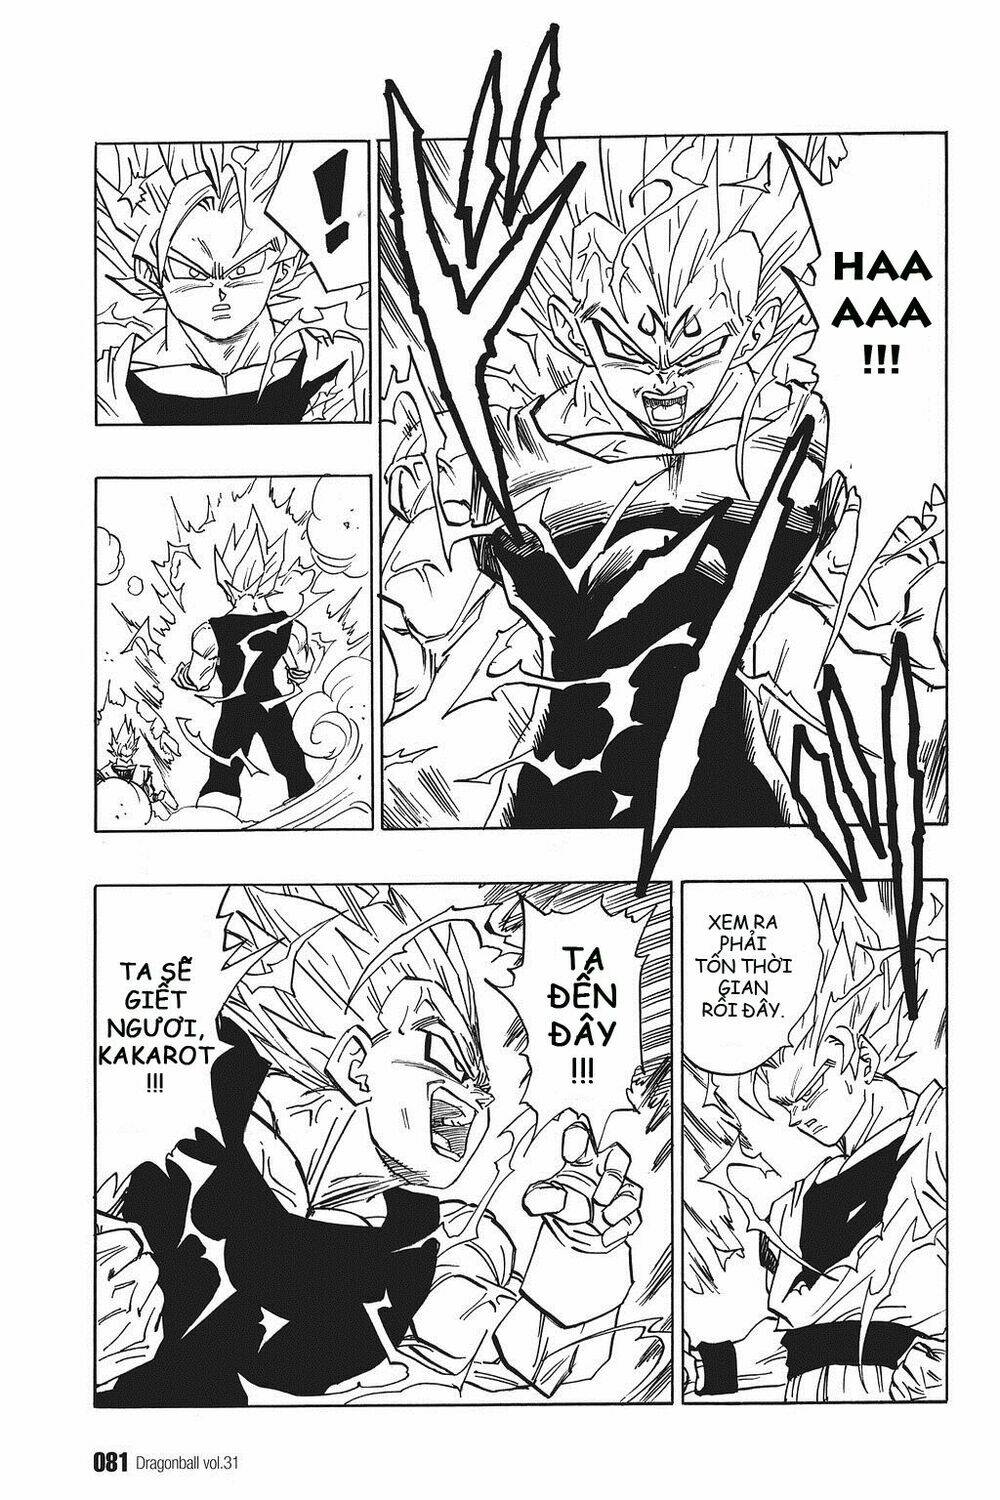 HAA
AAA
!!!
!
XEM RA
PHẢI
TỐN THỜI
GIAN
RỒI ĐÂY.
TA
ĐẾN
ĐÂY
!!!
TA SẼ
GIẾT
NGƯƠI,
KAKAROT
!!!
081 Dragonball vol.31